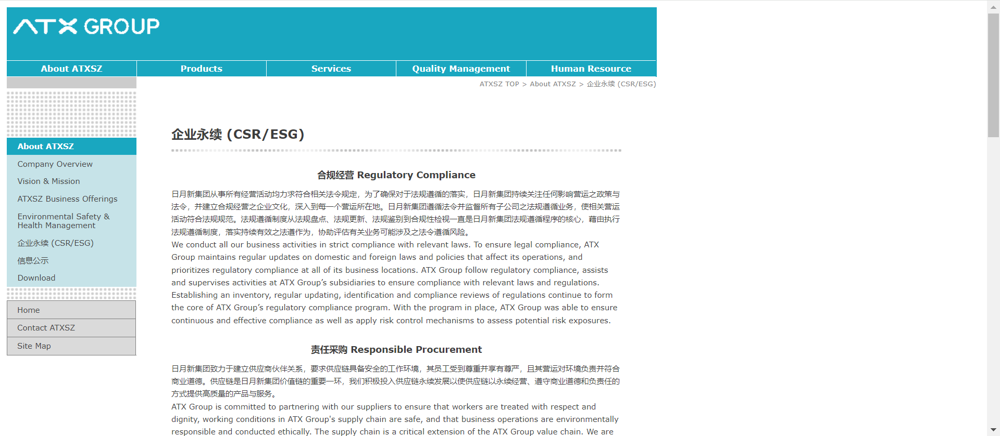 ATX GROUP
About ATXSZ
Products
Services
Quality Management
Human Resource
ATXSZ TOP > About ATXSZ > 企业永续 (CSR/ESG)
About ATXSZ
Company Overview
Vision & Mission
ATXSZ Business Offerings
Environmental Safety &
Health Management
企业永续 (CSR/ESG)
信息公示
Download
Home
Contact ATXSZ
Site Map
企业永续 (CSR/ESG)
合规经营 Regulatory Compliance
日月新集团从事所有经营活动均力求符合相关法令规定，为了确保对于法规遵循的落实，日月新集团持续关注任何影响营运之政策与
法令，并建立合规经营之企业文化，深入到每一个营运所在地。日月新集团遵循法令并监督所有子公司之法规遵循业务，使相关营运
活动符合法规规范。法规遵循制度从法规盘点、法规更新、法规鉴别到合规性检视一直是日月新集团法规遵循程序的核心，藉由执行
法规遵循制度，落实持续有效之法遵作为，协助评估有关业务可能涉及之法令遵循风险。
We conduct all our business activities in strict compliance with relevant laws. To ensure legal compliance, ATX
Group maintains regular updates on domestic and foreign laws and policies that affect its operations, and
prioritizes regulatory compliance at all of its business locations. ATX Group follow regulatory compliance, assists
and supervises activities at ATX Group’s subsidiaries to ensure compliance with relevant laws and regulations.
Establishing an inventory, regular updating, identification and compliance reviews of regulations continue to form
the core of ATX Group’s regulatory compliance program. With the program in place, ATX Group was able to ensure
continuous and effective compliance as well as apply risk control mechanisms to assess potential risk exposures.
责任采购 Responsible Procurement
日月新集团致力于建立供应商伙伴关系，要求供应链具备安全的工作环境，其员工受到尊重并享有尊严，且其营运对环境负责并符合
商业道德。供应链是日月新集团价值链的重要一环，我们积极投入供应链永续发展以使供应链以永续经营、遵守商业道德和负责任的
方式提供高质量的产品与服务。
ATX Group is committed to partnering with our suppliers to ensure that workers are treated with respect and
dignity, working conditions in ATX Group's supply chain are safe, and that business operations are environmentally
responsible and conducted ethically. The supply chain is a critical extension of the ATX Group value chain. We are